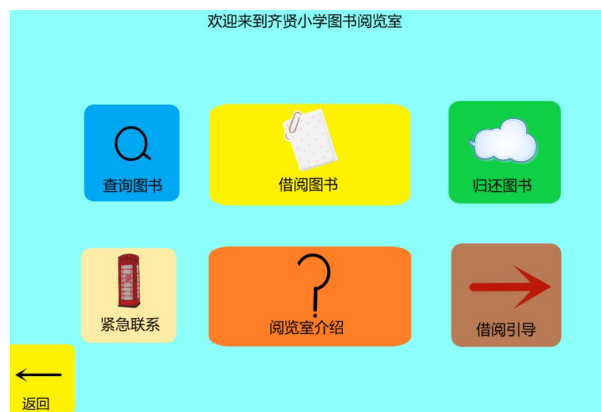 欢迎来到齐贤小学图书阅览室
查询图书
借阅图书
归还图书
紧急联系
阅览室介绍
借阅引导
返回